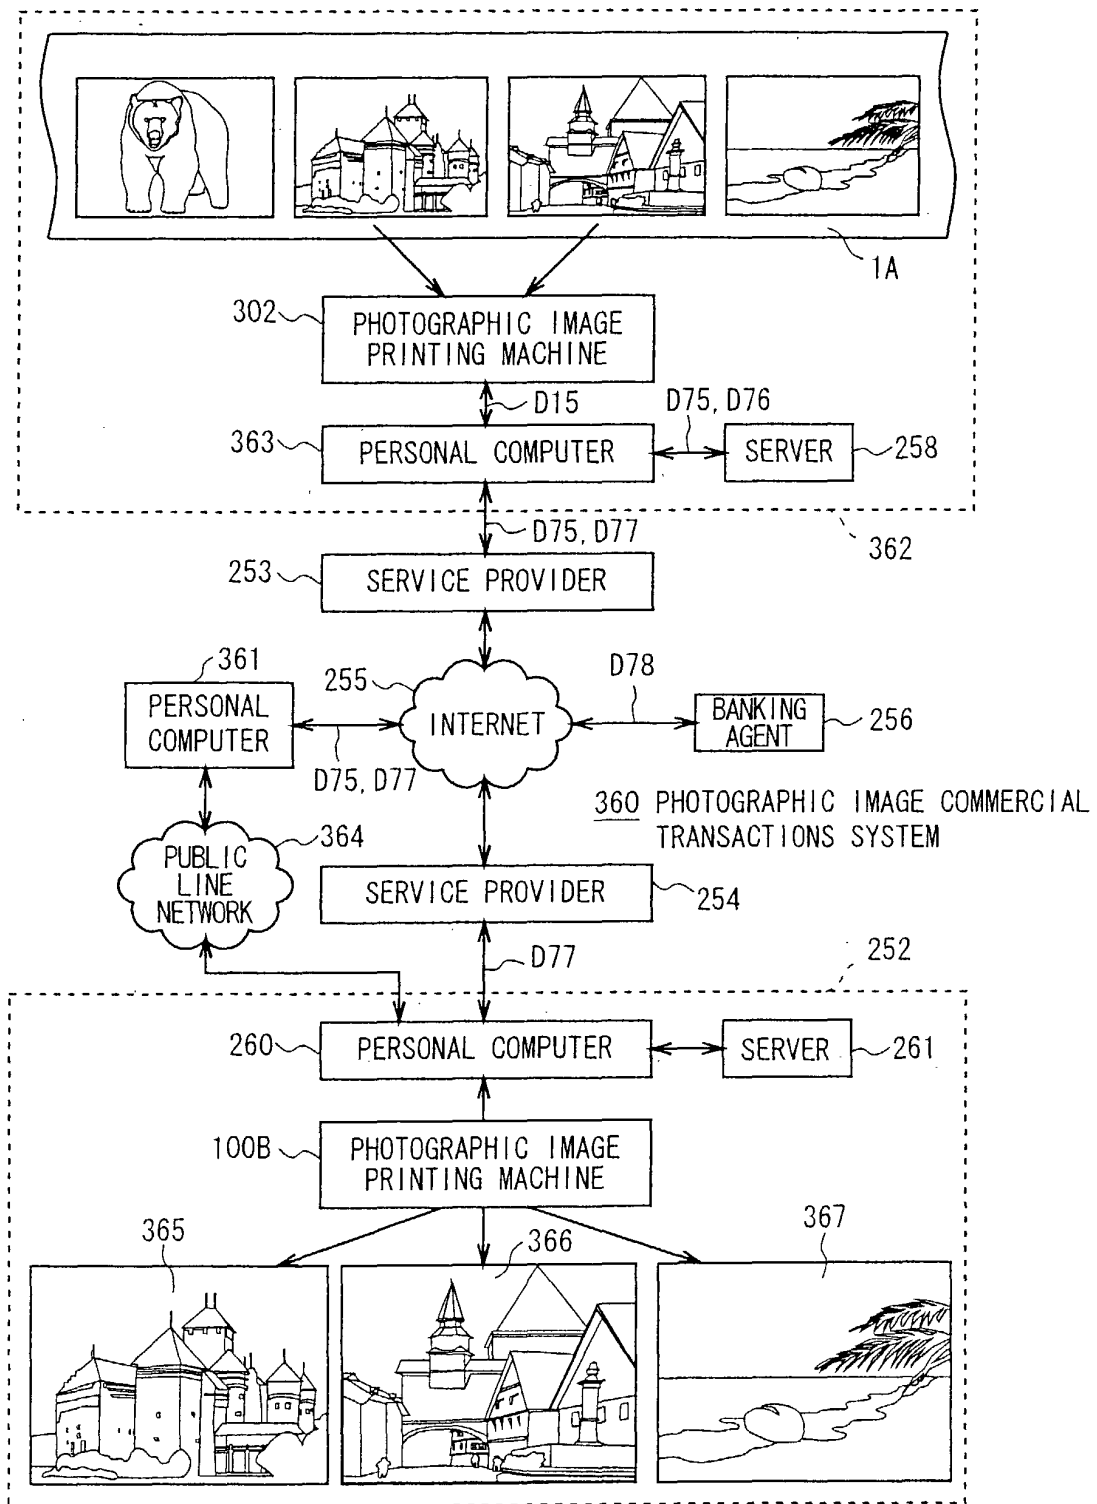 1A
302
PHOTOGRAPHIC IMAGE
PRINTING MACHINE
D15
D75, D76
363
PERSONAL COMPUTER
SERVER
258
D75, D77
362
253
SERVICE PROVIDER
361
255
D78
PERSONAL
COMPUTER
INTERNET
BANKING
AGENT
256
D75, D77
360 PHOTOGRAPHIC IMAGE COMMERCIAL
TRANSACTIONS SYSTEM
364
PUBLIC
LINE
NETWORK
SERVICE PROVIDER
254
D77
252
260
PERSONAL COMPUTER
SERVER
261
100B
PHOTOGRAPHIC IMAGE
PRINTING MACHINE
365
366
367